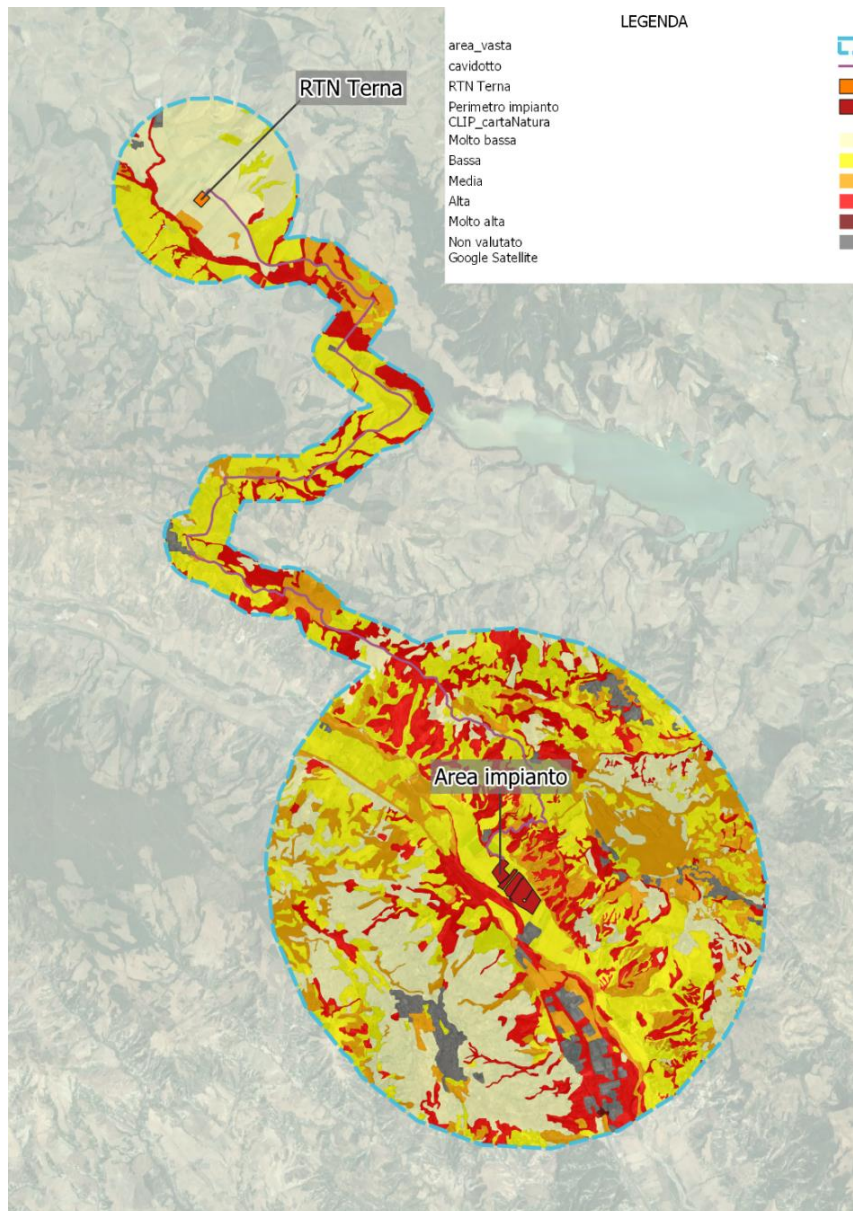 LEGENDA
area_vasta
cavidotto
RTN Terna
Perimetro impianto
CLIP_cartaNatura
Molto bassa
Bassa
Media
Alta
Molto alta
Non valutato
Google Satellite
RTN Terna
Area impianto